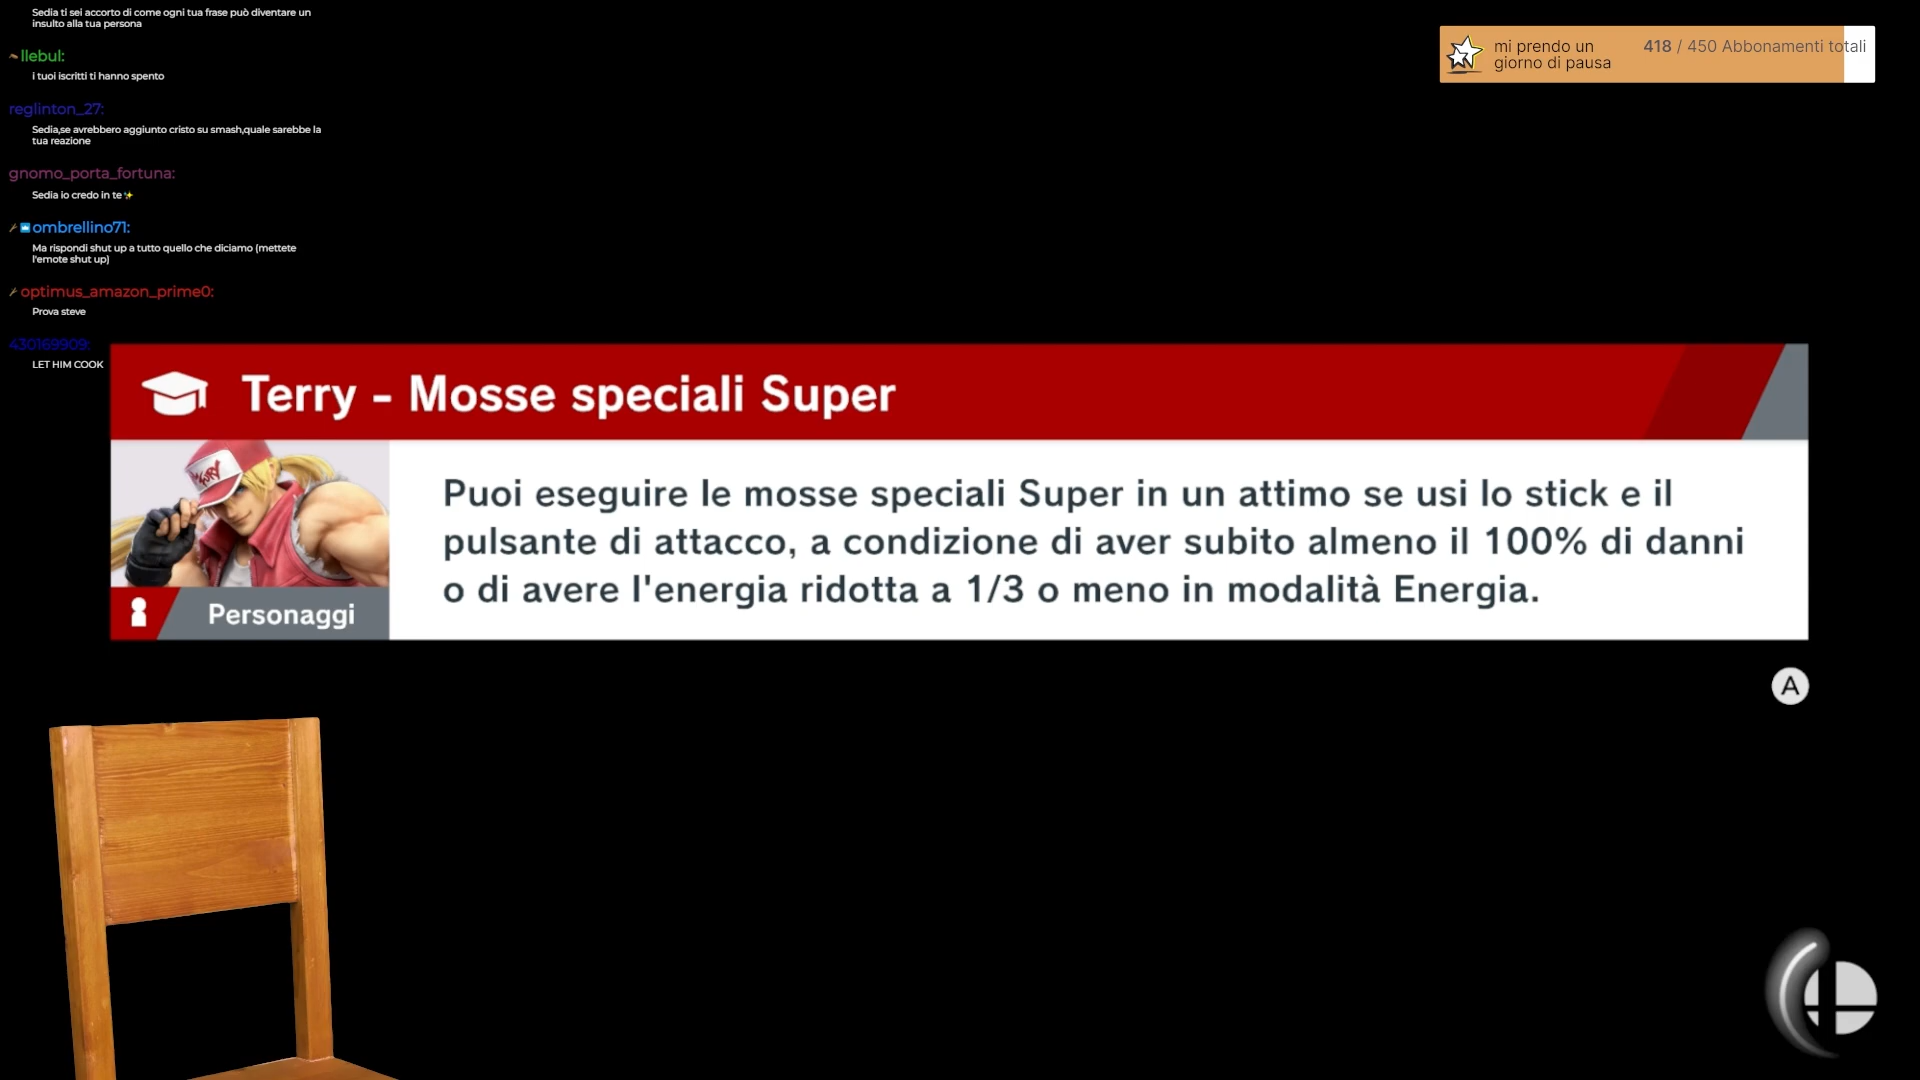 Sedia ti sei accorto di come ogni tua frase può diventare un
insulto alla tua persona
llebul:
i tuoi iscritti ti hanno spento
reglinton_27:
Sedia,se avrebbero aggiunto cristo su smash,quale sarebbe la
tua reazione
gnomo_porta_fortuna:
Sedia io credo in te✨
ombrellino71:
Ma rispondi shut up a tutto quello che diciamo (mettete
l'emote shut up)
optimus_amazon_prime0:
Prova steve
430169909:
LET HIM COOK
mi prendo un
giorno di pausa
418 / 450 Abbonamenti totali
Terry - Mosse speciali Super
Puoi eseguire le mosse speciali Super in un attimo se usi lo stick e il
pulsante di attacco, a condizione di aver subito almeno il 100% di danni
o di avere l'energia ridotta a 1/3 o meno in modalità Energia.
Personaggi
A